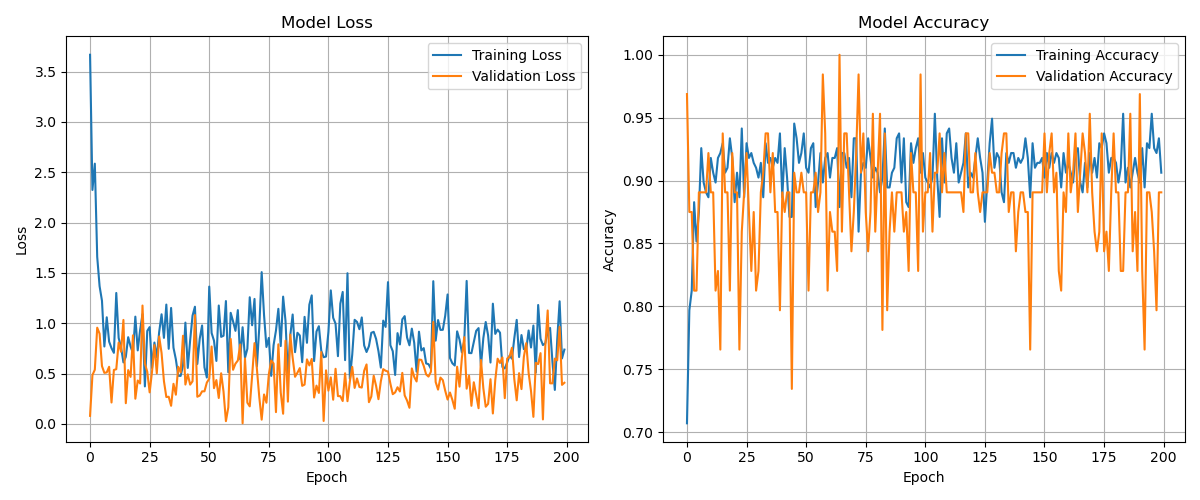 Model Loss
Training Loss
Validation Loss
Loss
3.5
3.0
2.5
2.0
1.5
1.0
0.5
0.0
0 25 50 75 100 125 150 175 200
Epoch
Model Accuracy
Training Accuracy
Validation Accuracy
Accuracy
1.00
0.95
0.90
0.85
0.80
0.75
0.70
0 25 50 75 100 125 150 175 200
Epoch